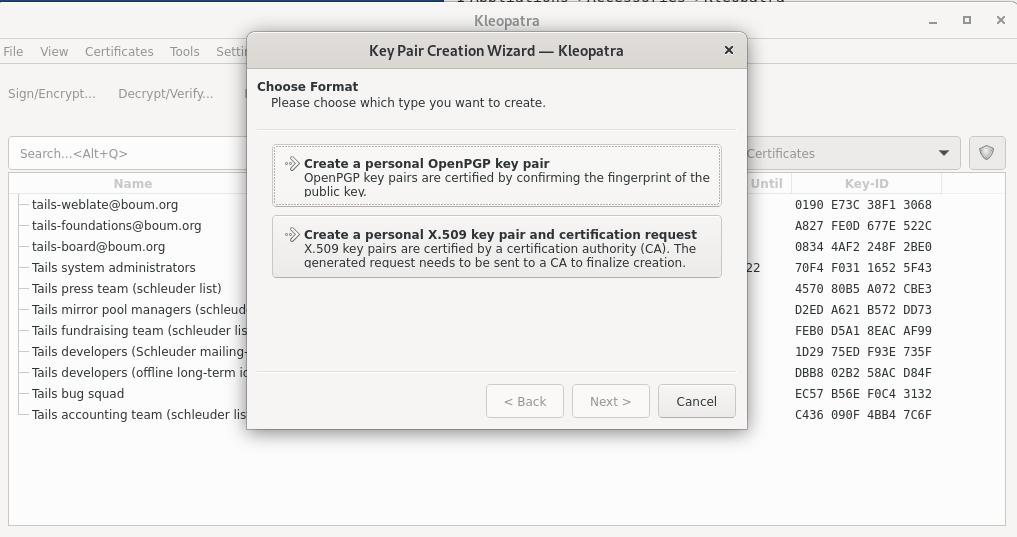 Kleopatra
File View Certificates Tools
Key Pair Creation Wizard — Kleopatra
Sign/Encrypt... Decrypt/Verify...
Choose Format
Please choose which type you want to create.
Search...<Alt+Q>
Certificates
Create a personal OpenPGP key pair
OpenPGP key pairs are certified by confirming the fingerprint of the
public key.
Create a personal X.509 key pair and certification request
X.509 key pairs are certified by a certification authority (CA). The
generated request needs to be sent to a CA to finalize creation.
< Back Next > Cancel
Name Until Key-ID
tails-weblate@boum.org 0190 E73C 38F1 3068
tails-foundations@boum.org A827 FE0D 677E 522C
tails-board@boum.org 0834 4AF2 248F 2BE0
Tails system administrators 22 70F4 F031 1652 5F43
Tails press team (schleuder list) 4570 80B5 A072 CBE3
Tails mirror pool managers (schleud D2ED A621 B572 DD73
Tails fundraising team (schleuder lis FEB0 D5A1 8EAC AF99
Tails developers (Schleuder mailing- 1D29 75ED F93E 735F
Tails developers (offline long-term id DBB8 02B2 58AC D84F
Tails bug squad EC57 B56E F0C4 3132
Tails accounting team (schleuder lis C436 090F 4BB4 7C6F